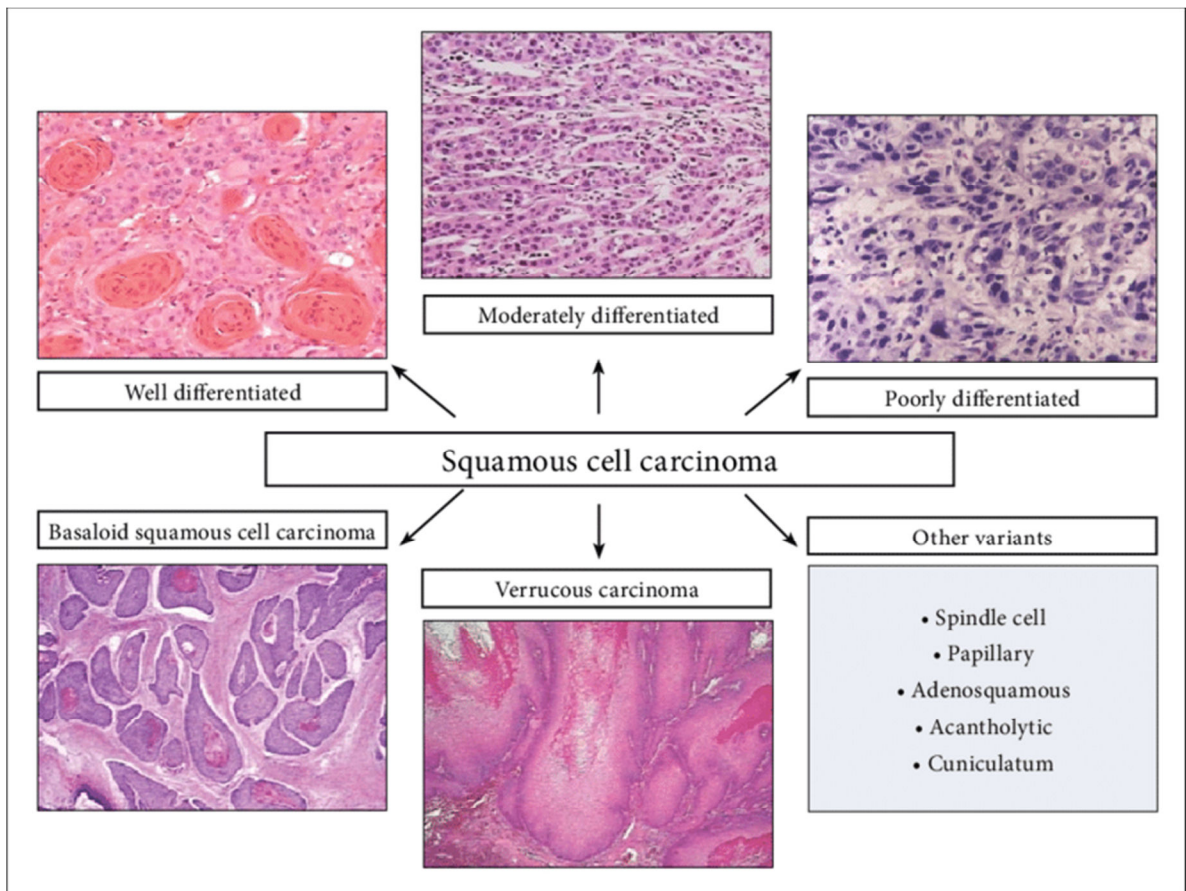 Moderately differentiated
Well differentiated
Poorly differentiated
Squamous cell carcinoma
Basaloid squamous cell carcinoma
Verrucous carcinoma
Other variants
• Spindle cell
• Papillary
• Adenosquamous
• Acantholytic
• Cuniculatum